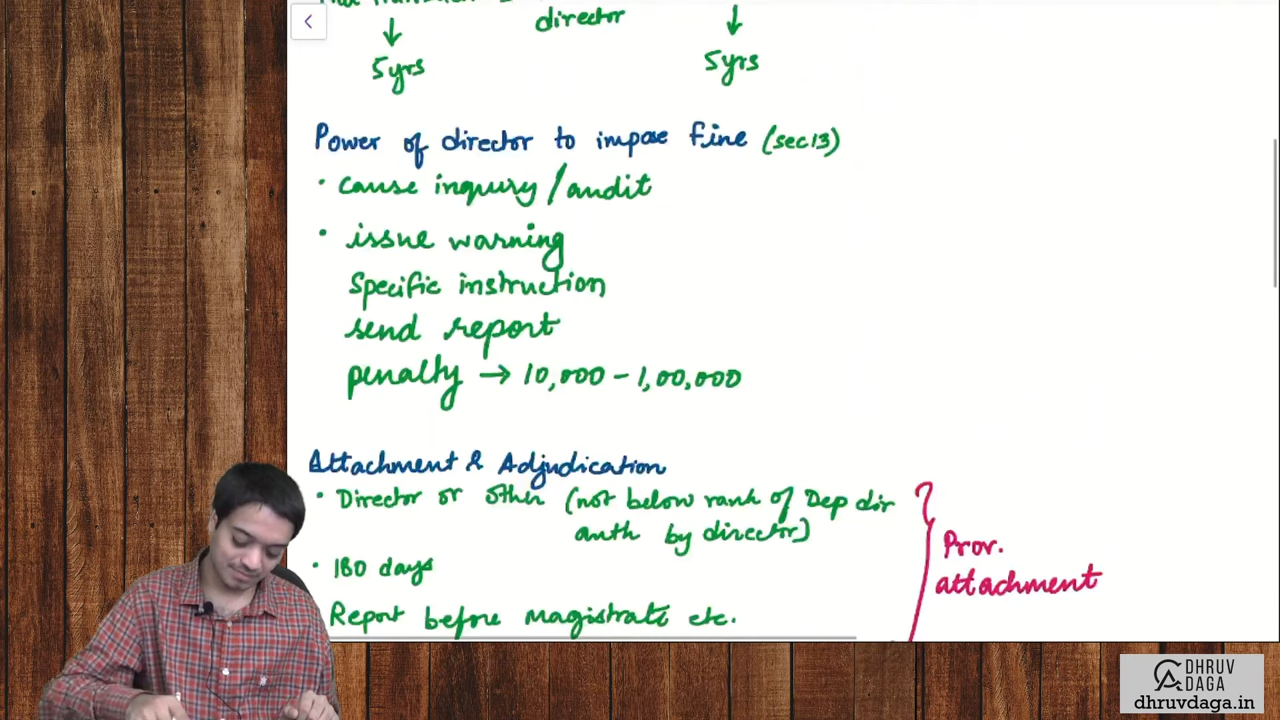 director
5yrs
5yrs
Power of director to impose fine (sec 13)
• cause inquiry / audit
• issue warning
specific instruction
send report
penalty → 10,000 - 1,00,000
Attachment & Adjudication
• Director or other (not below rank of Dep dir
auth by director)
• 180 days
Report before magistrate etc.
Prov.
attachment
DHRUV
DAGA
dhruvdaga.in